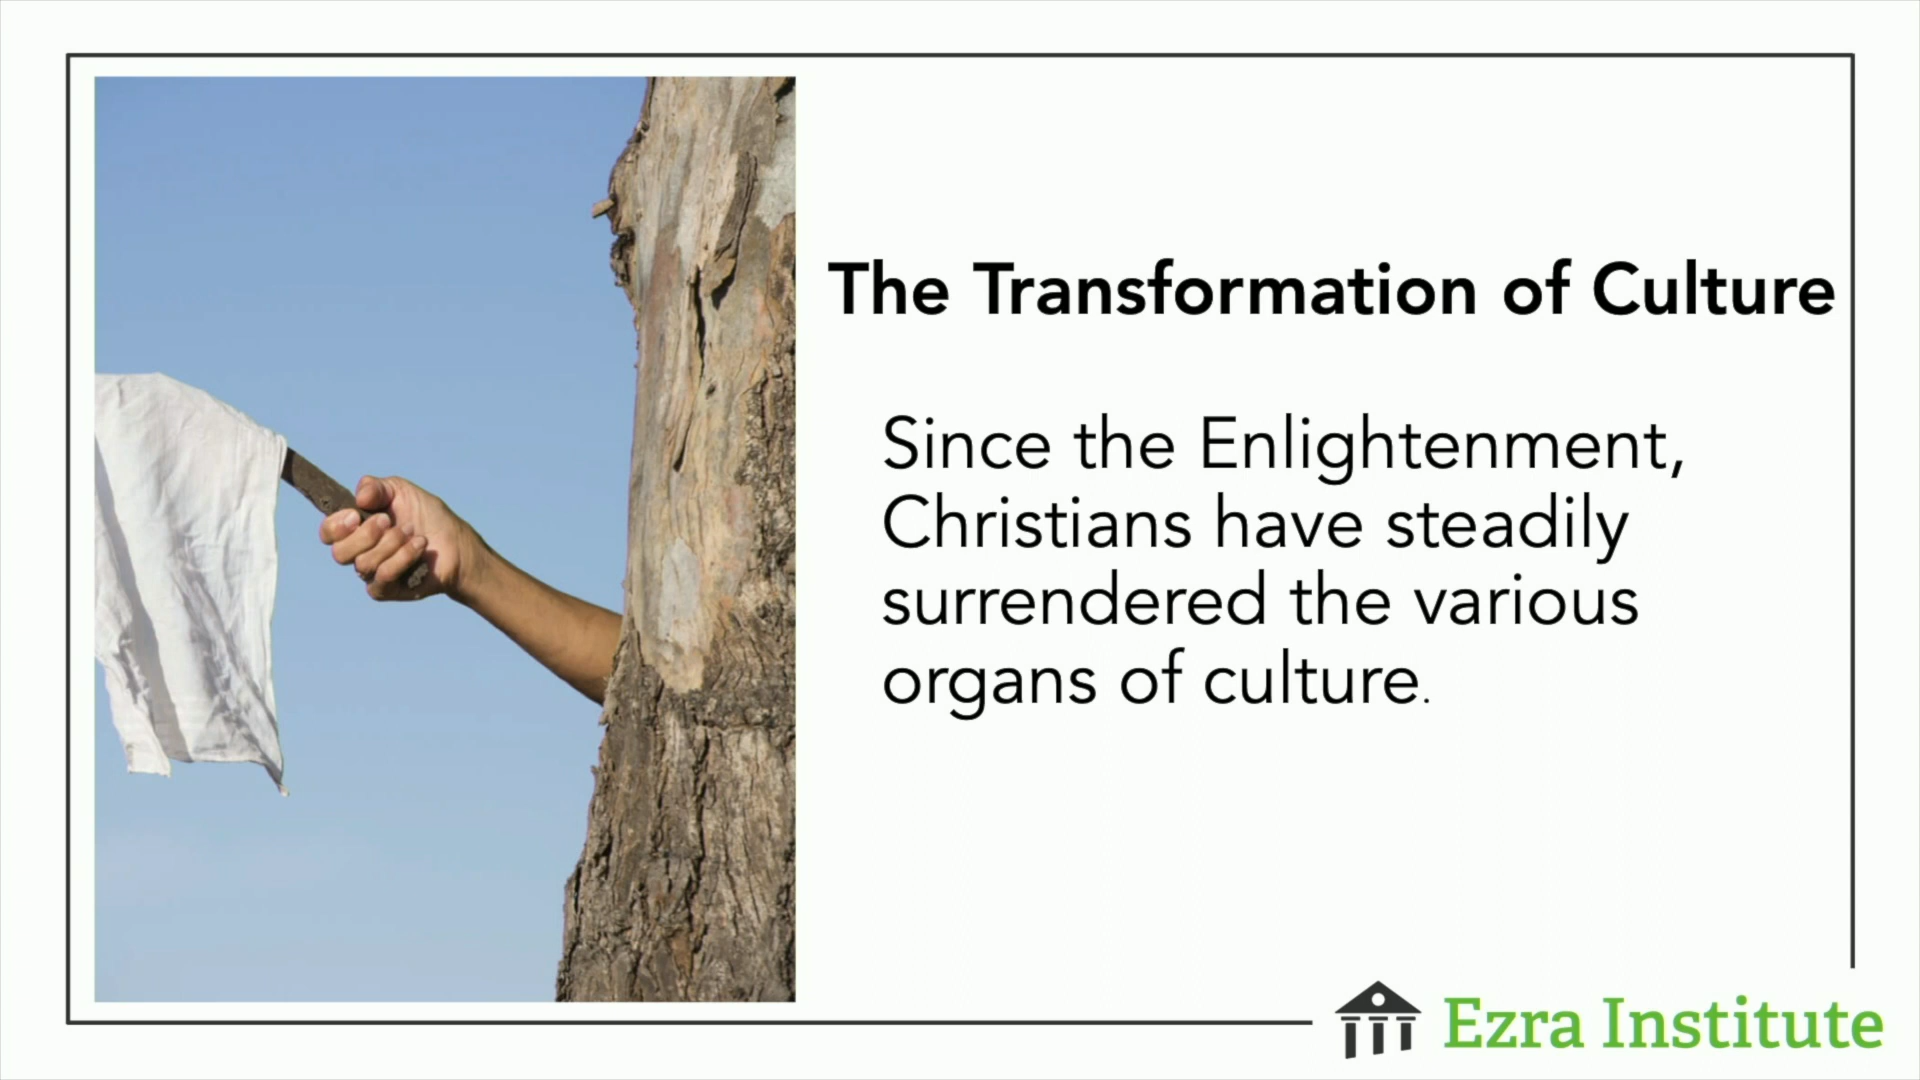 The Transformation of Culture
Since the Enlightenment,
Christians have steadily
surrendered the various
organs of culture.
Ezra Institute